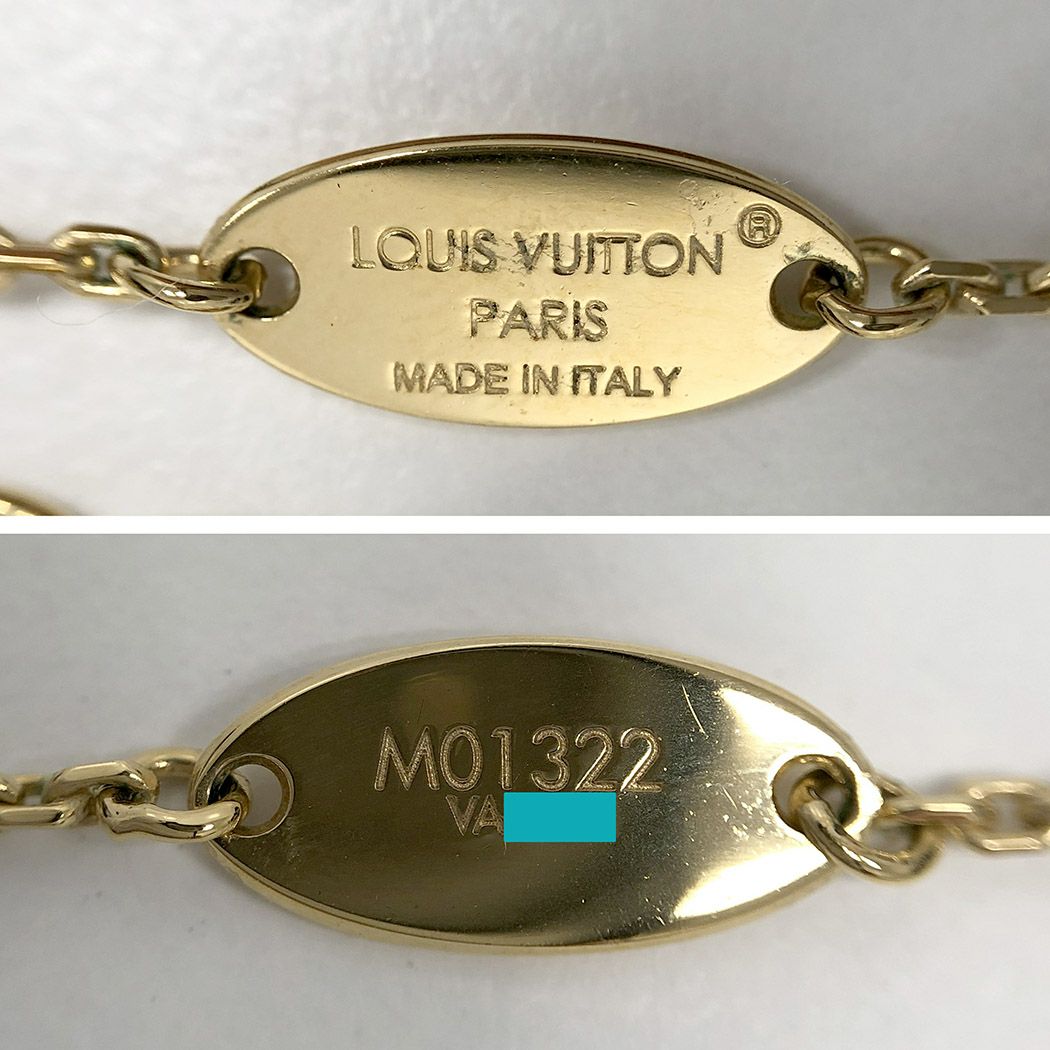 LOUIS VUITTON ®
PARIS
MADE IN ITALY
M01322
VA